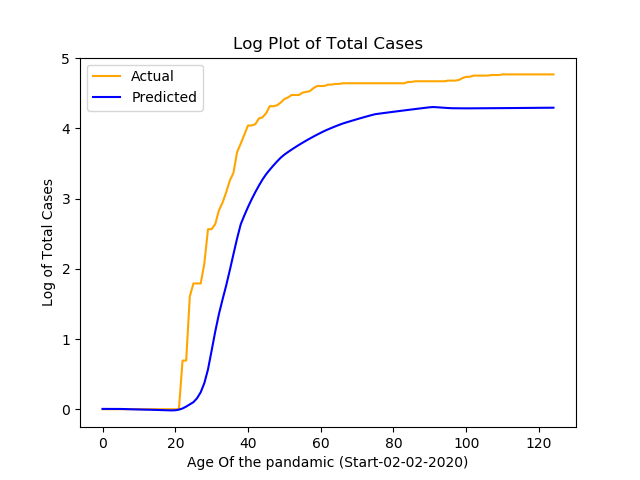 Log Plot of Total Cases
Actual
Predicted
Log of Total Cases
5
4
3
2
1
0
0 20 40 60 80 100 120
Age Of the pandamic (Start-02-02-2020)